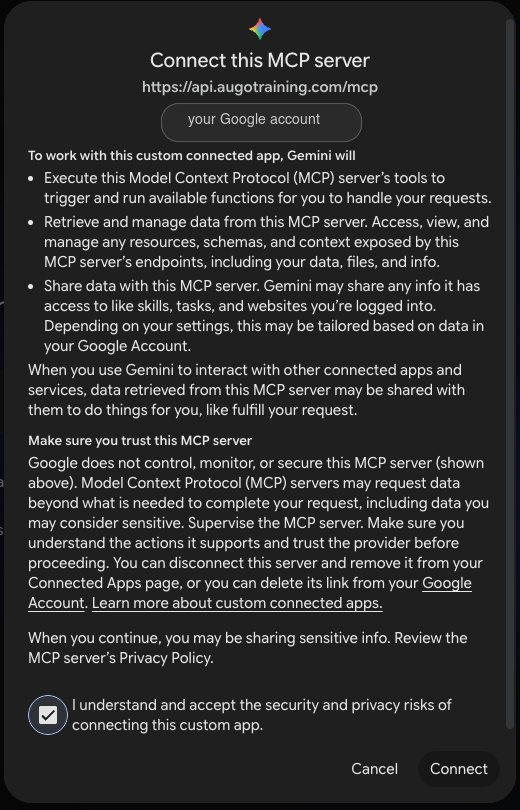 Connect this MCP server
https://api.augotraining.com/mcp
your Google account
To work with this custom connected app, Gemini will
• Execute this Model Context Protocol (MCP) server's tools to
trigger and run available functions for you to handle your requests.
• Retrieve and manage data from this MCP server. Access, view, and
manage any resources, schemas, and context exposed by this
MCP server's endpoints, including your data, files, and info.
• Share data with this MCP server. Gemini may share any info it has
access to like skills, tasks, and websites you're logged into.
Depending on your settings, this may be tailored based on data in
your Google Account.
When you use Gemini to interact with other connected apps and
services, data retrieved from this MCP server may be shared with
them to do things for you, like fulfill your request.
Make sure you trust this MCP server
Google does not control, monitor, or secure this MCP server (shown
above). Model Context Protocol (MCP) servers may request data
beyond what is needed to complete your request, including data you
may consider sensitive. Supervise the MCP server. Make sure you
understand the actions it supports and trust the provider before
proceeding. You can disconnect this server and remove it from your
Connected Apps page, or you can delete its link from your Google
Account. Learn more about custom connected apps.
When you continue, you may be sharing sensitive info. Review the
MCP server's Privacy Policy.
I understand and accept the security and privacy risks of
connecting this custom app.
Cancel Connect